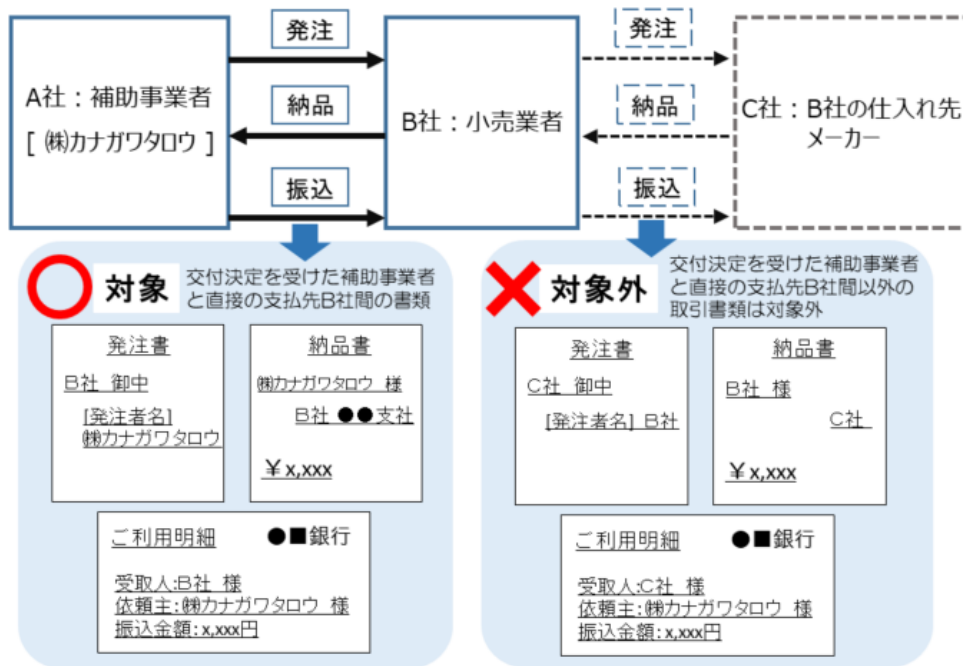 発注
発注
A社：補助事業者
[ ㈱カナガワタロウ ]
納品
B社：小売業者
納品
C社：B社の仕入れ先
メーカー
振込
振込
対象
交付決定を受けた補助事業者
と直接の支払先B社間の書類
発注書
B社 御中
[発注者名]
㈱カナガワタロウ
納品書
㈱カナガワタロウ 様
B社 ●●支社
￥x,xxx
ご利用明細 ●■銀行
受取人:B社 様
依頼主:㈱カナガワタロウ 様
振込金額:x,xxx円
対象外
交付決定を受けた補助事業者
と直接の支払先B社間以外の
取引書類は対象外
発注書
C社 御中
[発注者名] B社
納品書
B社 様
C社
￥x,xxx
ご利用明細 ●■銀行
受取人:C社 様
依頼主:㈱カナガワタロウ 様
振込金額:x,xxx円